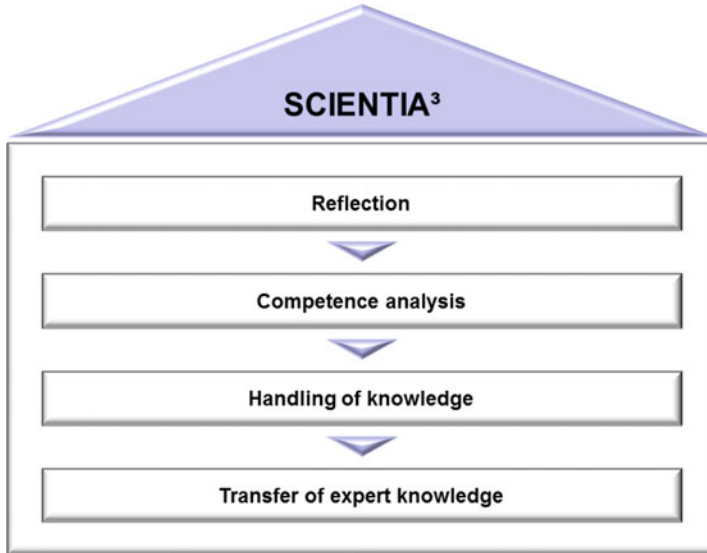 SCIENTIA³
Reflection
Competence analysis
Handling of knowledge
Transfer of expert knowledge